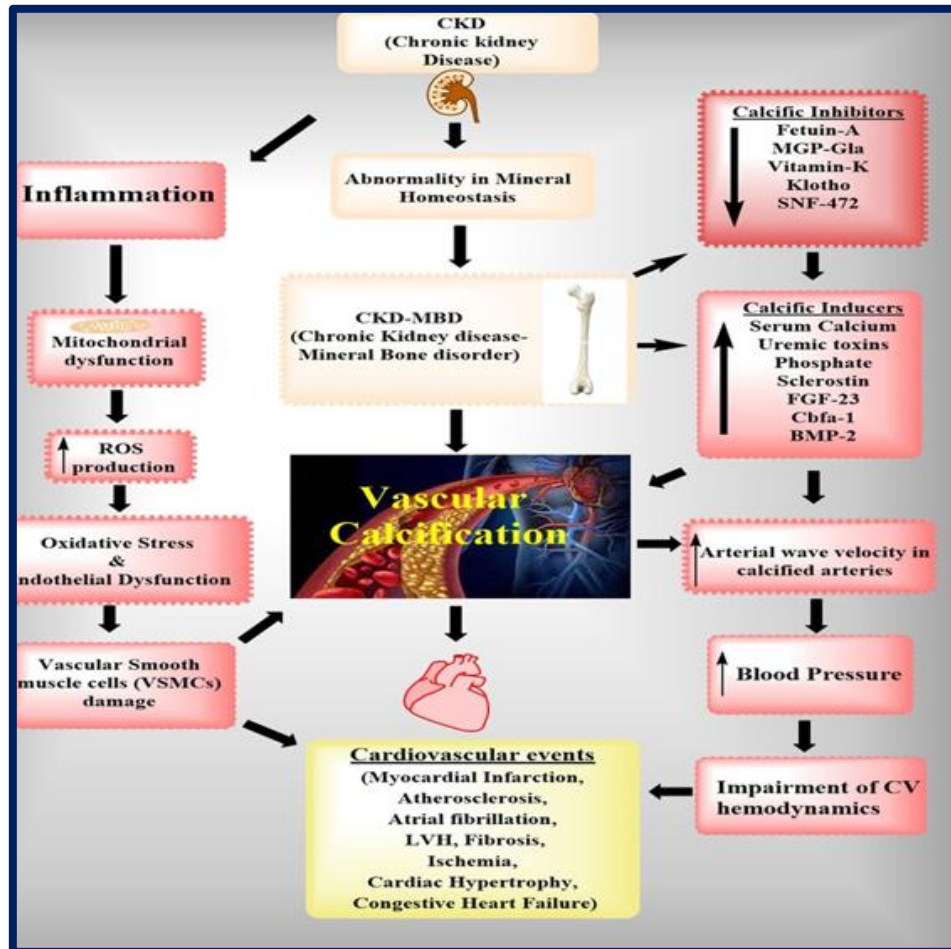 CKD
(Chronic kidney
Disease)
Inflammation
Mitochondrial
dysfunction
ROS
production
Oxidative Stress
&
ndothelial Dysfunction
Vascular Smooth
muscle cells (VSMCs)
damage
Abnormality in Mineral
Homeostasis
CKD-MBD
(Chronic Kidney disease-
Mineral Bone disorder)
Vascular
Calcification
Cardiovascular events
(Myocardial Infarction,
Atherosclerosis,
Atrial fibrillation,
LVH, Fibrosis,
Ischemia,
Cardiac Hypertrophy,
Congestive Heart Failure)
Calcific Inhibitors
Fetuin-A
MGP-Gla
Vitamin-K
Klotho
SNF-472
Calcific Inducers
Serum Calcium
Uremic toxins
Phosphate
Sclerostin
FGF-23
Cbfa-1
BMP-2
Arterial wave velocity in
calcified arteries
Blood Pressure
Impairment of CV
hemodynamics